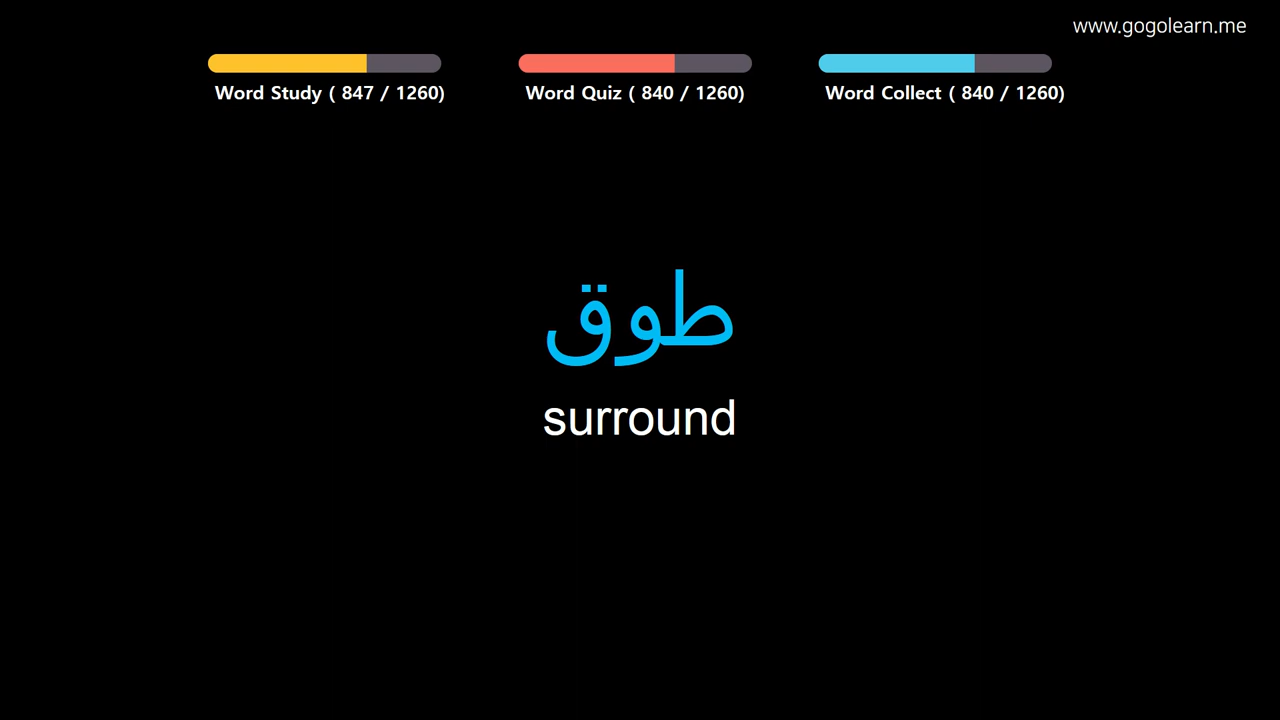 www.gogolearn.me
Word Study ( 847 / 1260)
Word Quiz ( 840 / 1260)
Word Collect ( 840 / 1260)
طوق
surround